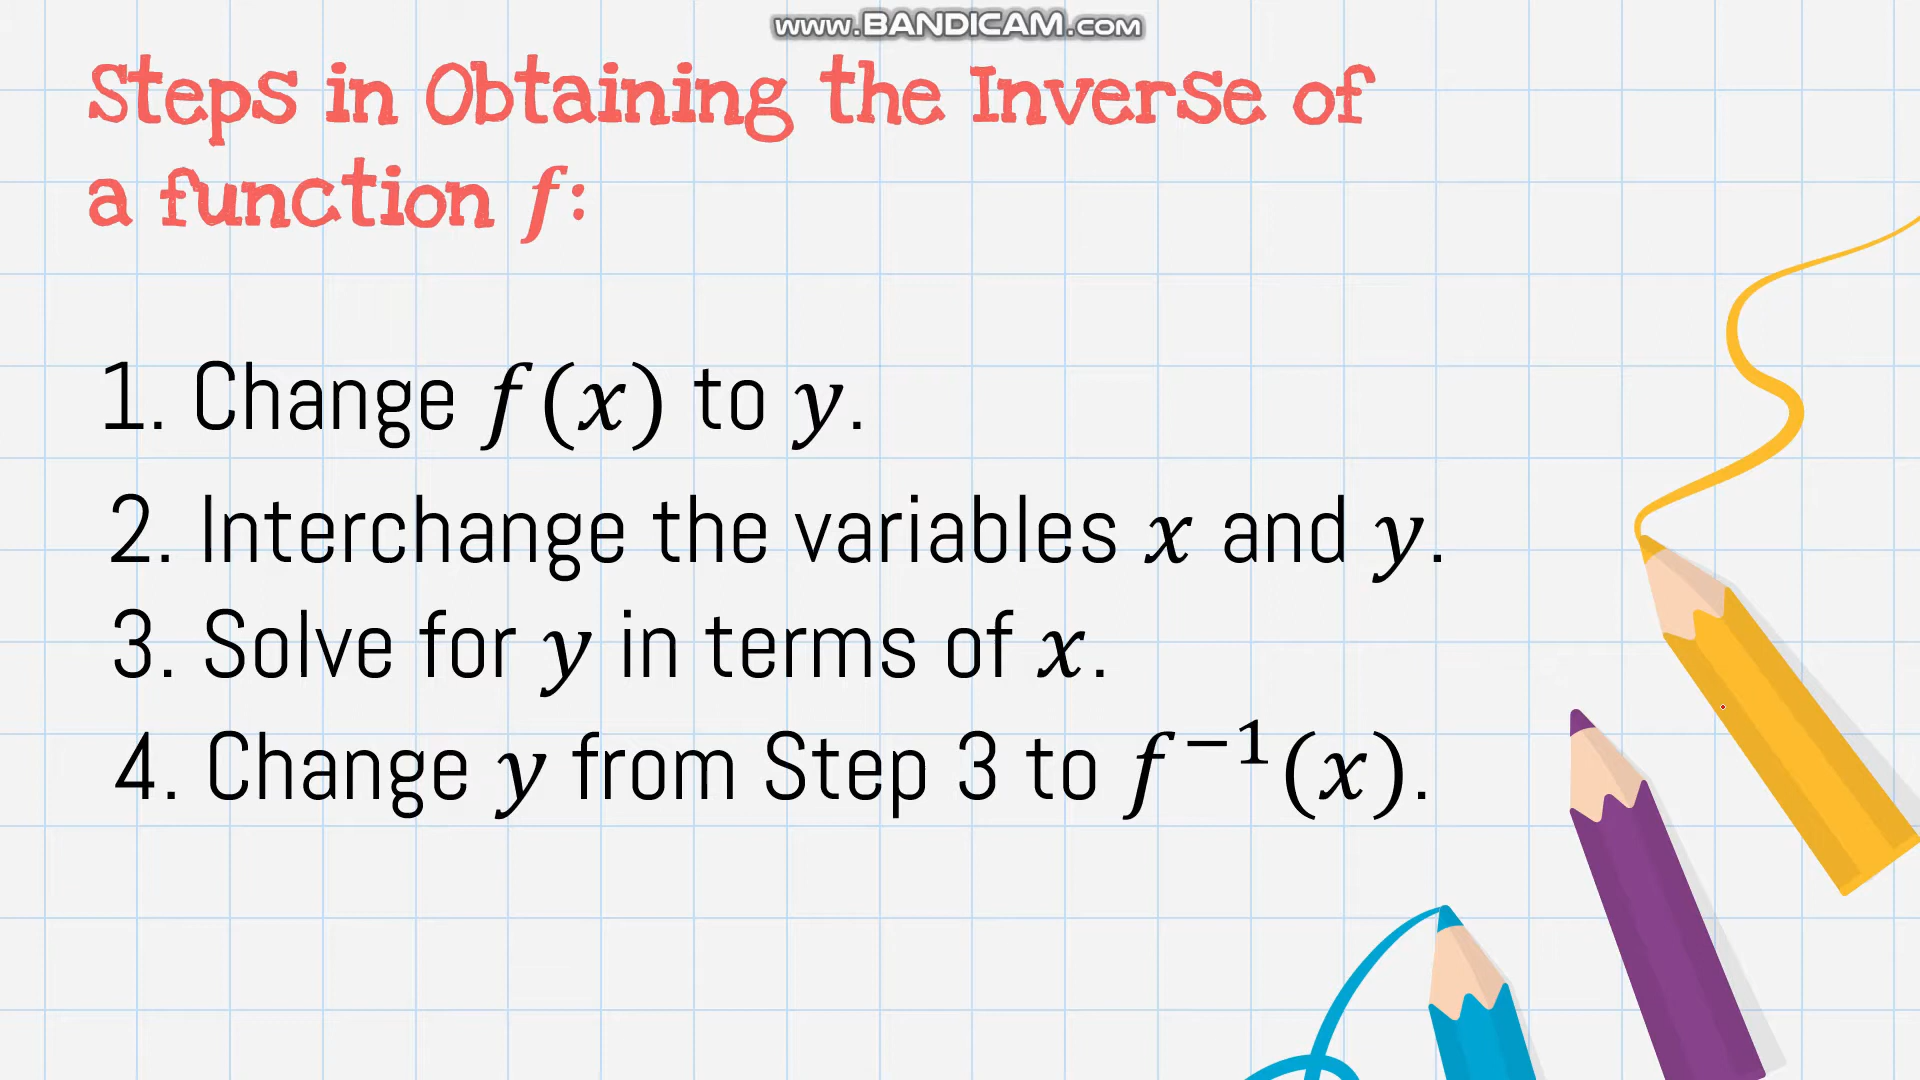 www.BANDICAM.com
Steps in Obtaining the Inverse of
a function f:
1. Change f(x) to y.
2. Interchange the variables x and y.
3. Solve for y in terms of x.
4. Change y from Step 3 to f⁻¹(x).